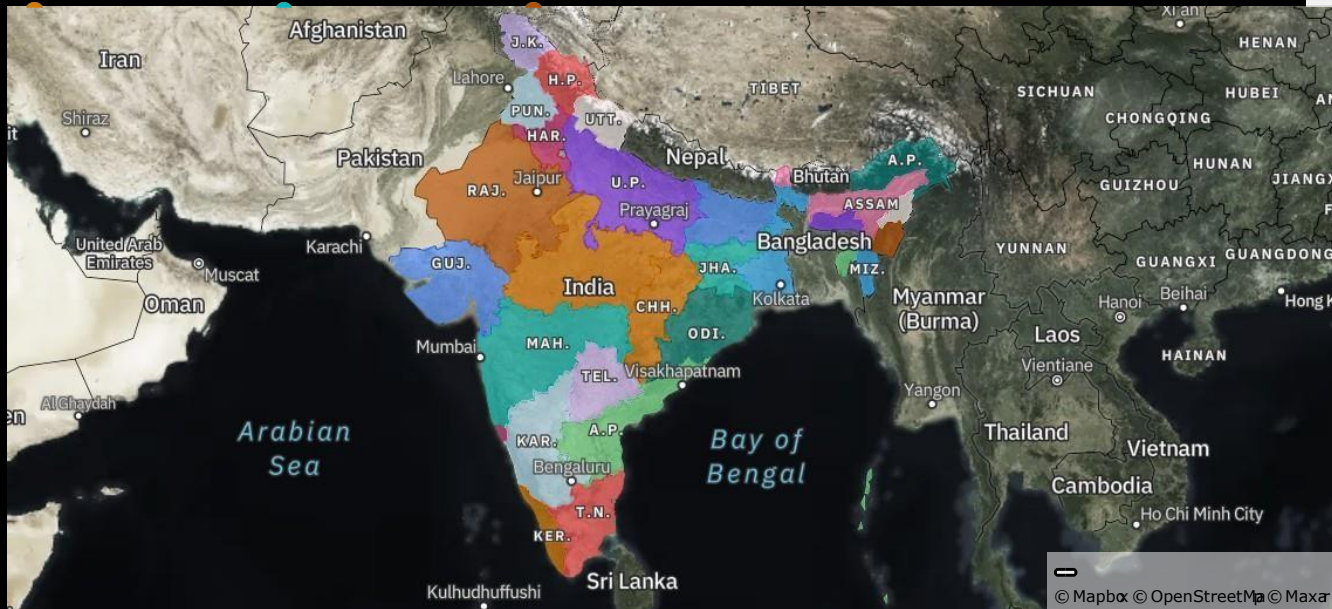 Xi'an
Afghanistan
J.K.
HENAN
Iran
Lahore
H.P.
TIBET
SICHUAN
HUBEI
PUN.
UTT.
CHONGQING
Shiraz
HAR.
Pakistan
Nepal
A.P.
HUNAN
Bhutan
Jaipur
RAJ.
U.P.
GUIZHOU
ASSAM
Prayagraj
United Arab
Emirates
Karachi
Bangladesh
YUNNAN
GUANGDONG
GUANGXI
Muscat
GUJ.
JHA.
MIZ.
Oman
India
Kolkata
Myanmar
(Burma)
Hanoi
Beihai
CHH.
ODI.
Laos
Mumbai
MAH.
HAINAN
TEL.
Visakhapatnam
Vientiane
Yangon
Al Ghaydah
Arabian
Sea
KAR.
A.P.
Bay of
Bengal
Thailand
Vietnam
Bengaluru
Cambodia
T.N.
Ho Chi Minh City
KER.
Sri Lanka
Kulhudhuffushi
© Mapbox © OpenStreetMap © Maxar